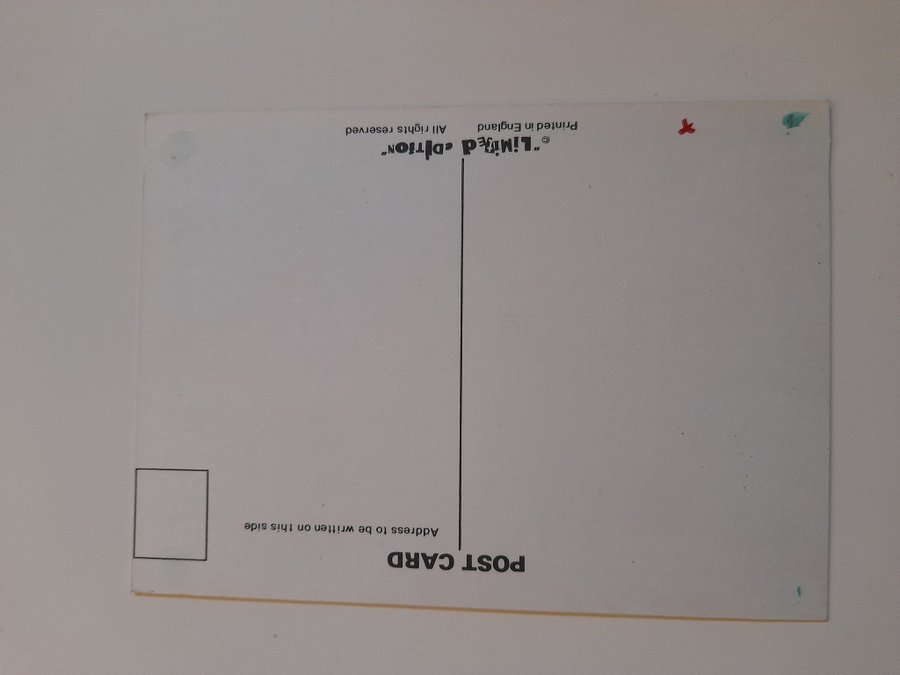 POST CARD
Address to be written on this side
© "LiMiTEd eDITIoN"
Printed in England All rights reserved